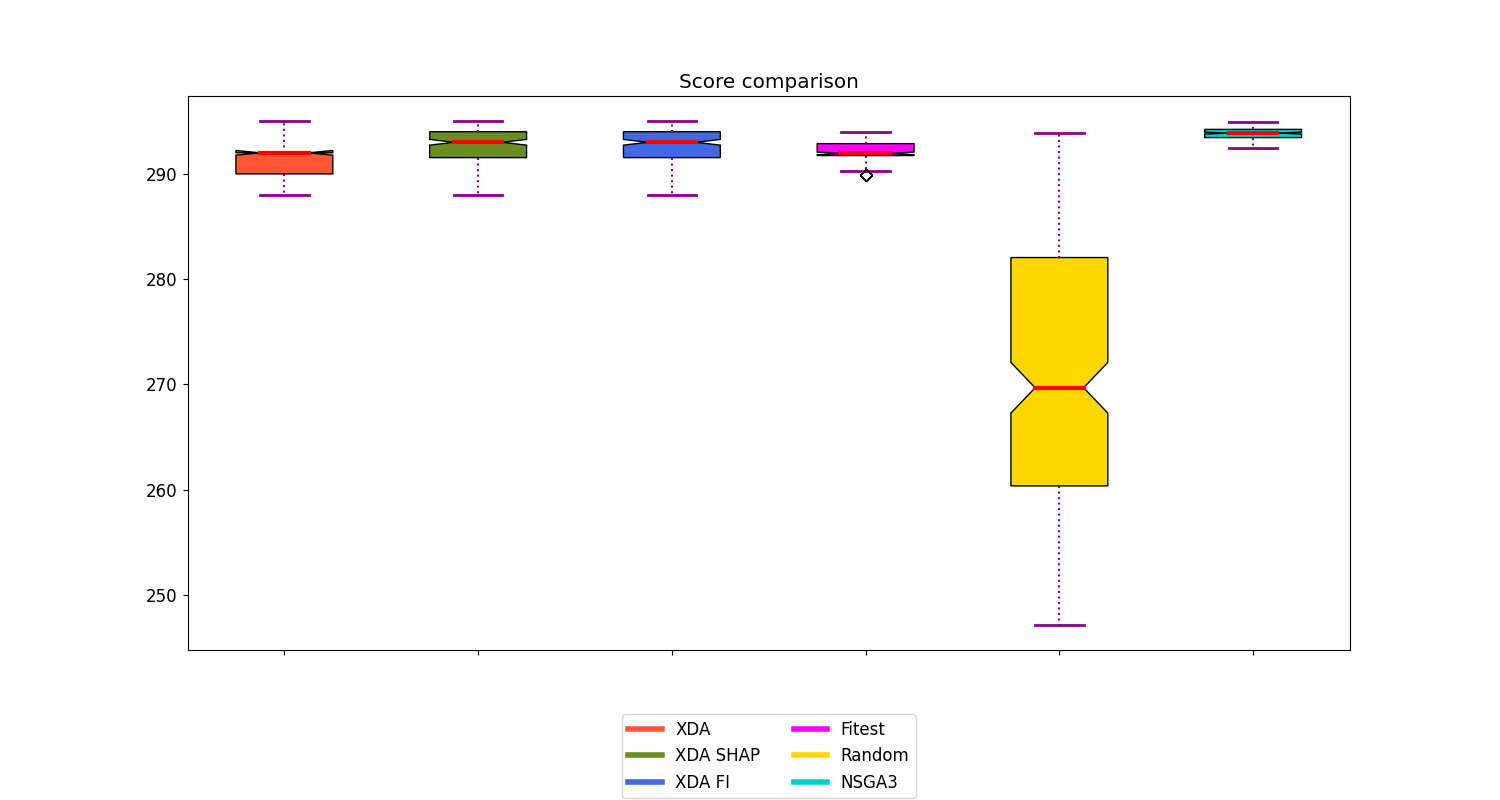 Score comparison
290
280
270
260
250
XDA
XDA SHAP
XDA FI
Fitest
Random
NSGA3